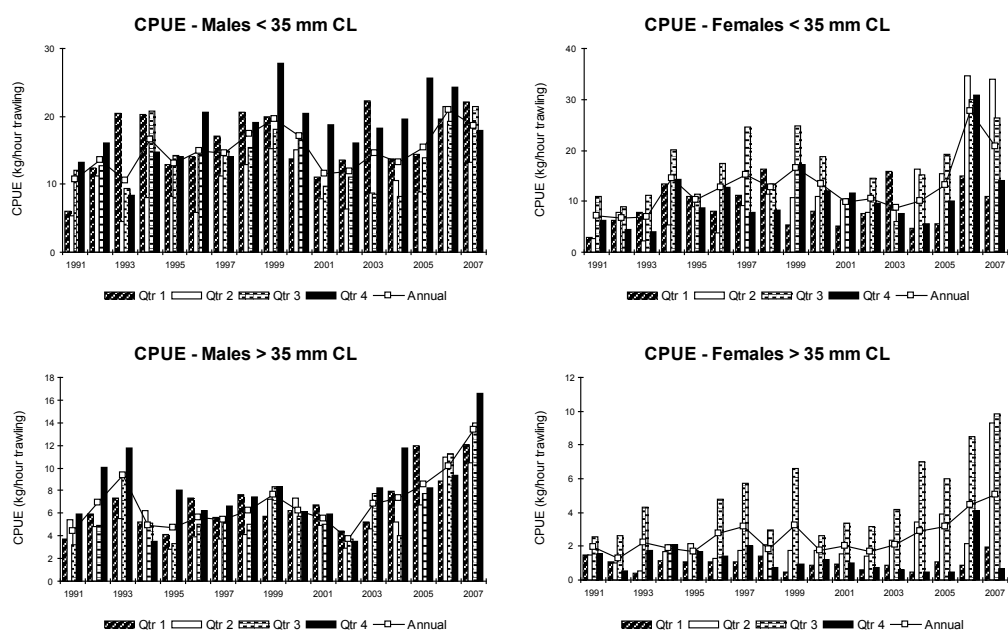 CPUE - Males < 35 mm CL
CPUE (kg/hour trawling)
30
20
10
0
1991 1993 1995 1997 1999 2001 2003 2005 2007
Qtr 1 Qtr 2 Qtr 3 Qtr 4 Annual
CPUE - Females < 35 mm CL
CPUE (kg/hour trawling)
40
30
20
10
0
1991 1993 1995 1997 1999 2001 2003 2005 2007
Qtr 1 Qtr 2 Qtr 3 Qtr 4 Annual
CPUE - Males > 35 mm CL
CPUE (kg/hour trawling)
18
16
14
12
10
8
6
4
2
0
1991 1993 1995 1997 1999 2001 2003 2005 2007
Qtr 1 Qtr 2 Qtr 3 Qtr 4 Annual
CPUE - Females > 35 mm CL
CPUE (kg/hour trawling)
12
10
8
6
4
2
0
1991 1993 1995 1997 1999 2001 2003 2005 2007
Qtr 1 Qtr 2 Qtr 3 Qtr 4 Annual